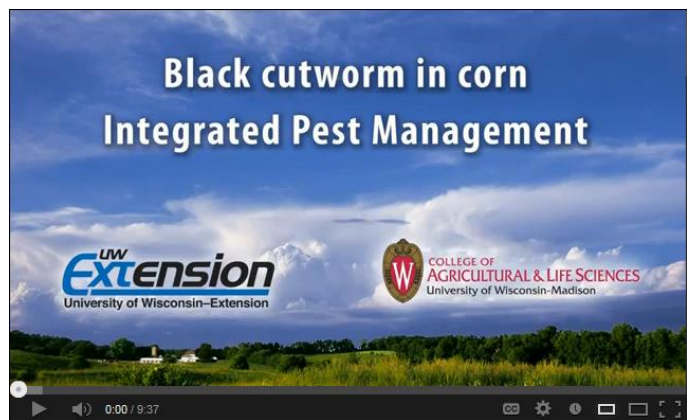 Black cutworm in corn
Integrated Pest Management
UW
Extension
University of Wisconsin–Extension
W
COLLEGE OF
AGRICULTURAL & LIFE SCIENCES
University of Wisconsin-Madison
0:00 / 9:37
CC